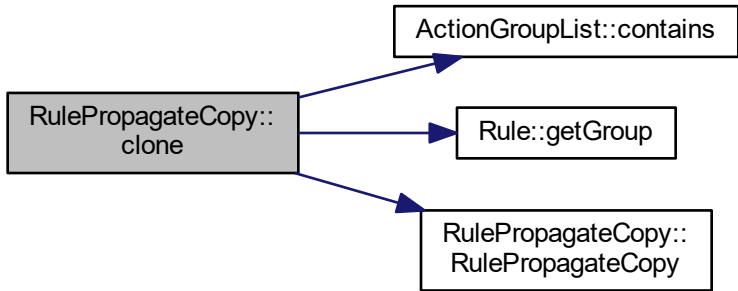 RulePropagateCopy::
clone
ActionGroupList::contains
Rule::getGroup
RulePropagateCopy::
RulePropagateCopy